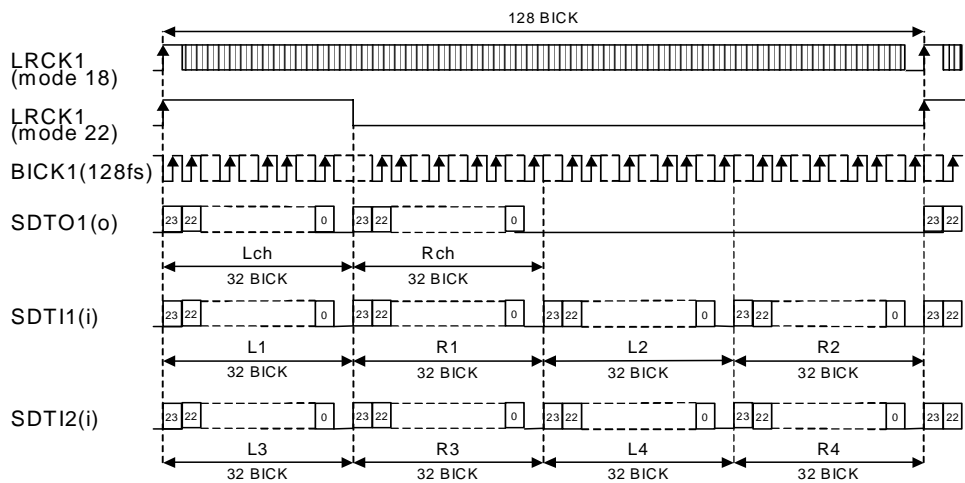 128 BICK
LRCK1
(mode 18)
LRCK1
(mode 22)
BICK1(128fs)
SDTO1(o)
23 22 0 23 22 0 23 22
Lch Rch
32 BICK 32 BICK
SDTI1(i)
23 22 0 23 22 0 23 22 0 23 22 0 23 22
L1 R1 L2 R2
32 BICK 32 BICK 32 BICK 32 BICK
SDTI2(i)
23 22 0 23 22 0 23 22 0 23 22 0 23 22
L3 R3 L4 R4
32 BICK 32 BICK 32 BICK 32 BICK